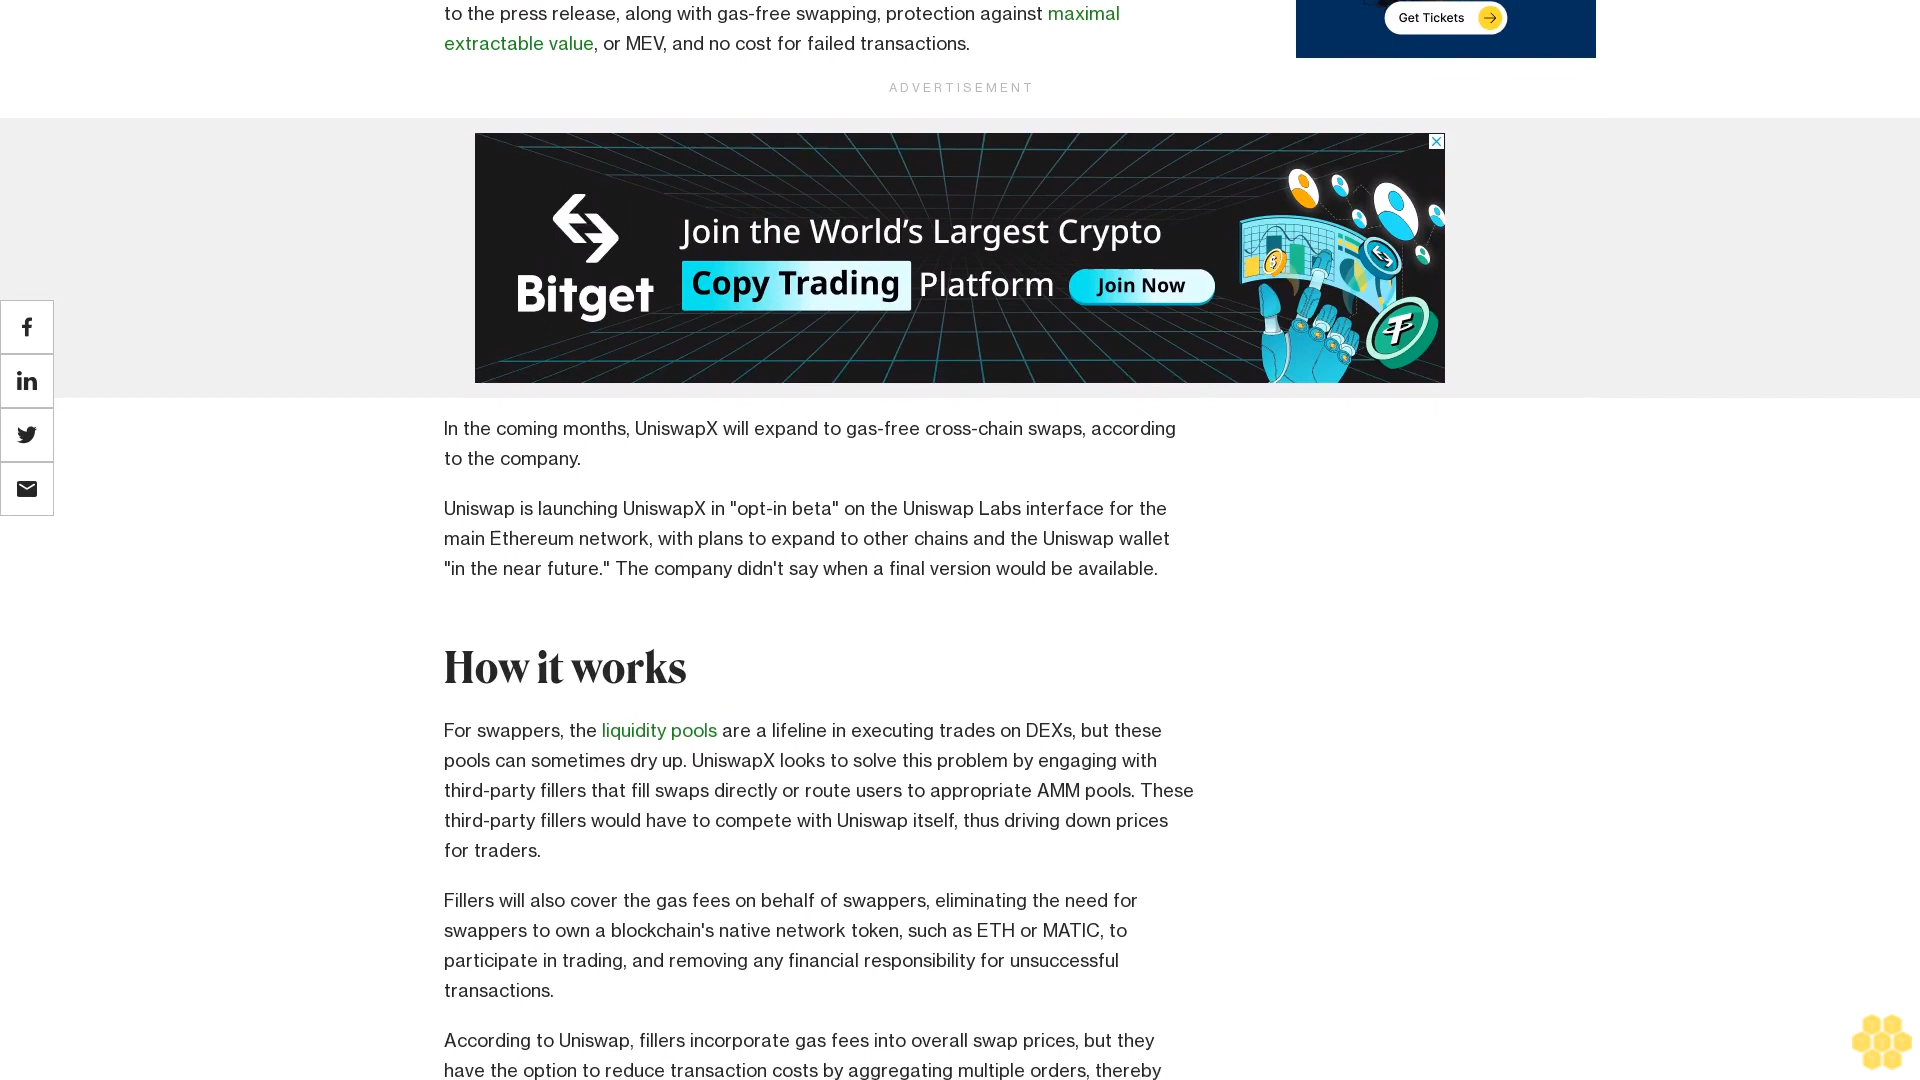 to the press release, along with gas-free swapping, protection against maximal
extractable value, or MEV, and no cost for failed transactions.
Get Tickets
ADVERTISEMENT
Bitget
Join the World's Largest Crypto
Copy Trading Platform Join Now
In the coming months, UniswapX will expand to gas-free cross-chain swaps, according
to the company.
Uniswap is launching UniswapX in "opt-in beta" on the Uniswap Labs interface for the
main Ethereum network, with plans to expand to other chains and the Uniswap wallet
"in the near future." The company didn't say when a final version would be available.
How it works
For swappers, the liquidity pools are a lifeline in executing trades on DEXs, but these
pools can sometimes dry up. UniswapX looks to solve this problem by engaging with
third-party fillers that fill swaps directly or route users to appropriate AMM pools. These
third-party fillers would have to compete with Uniswap itself, thus driving down prices
for traders.
Fillers will also cover the gas fees on behalf of swappers, eliminating the need for
swappers to own a blockchain's native network token, such as ETH or MATIC, to
participate in trading, and removing any financial responsibility for unsuccessful
transactions.
According to Uniswap, fillers incorporate gas fees into overall swap prices, but they
have the option to reduce transaction costs by aggregating multiple orders, thereby